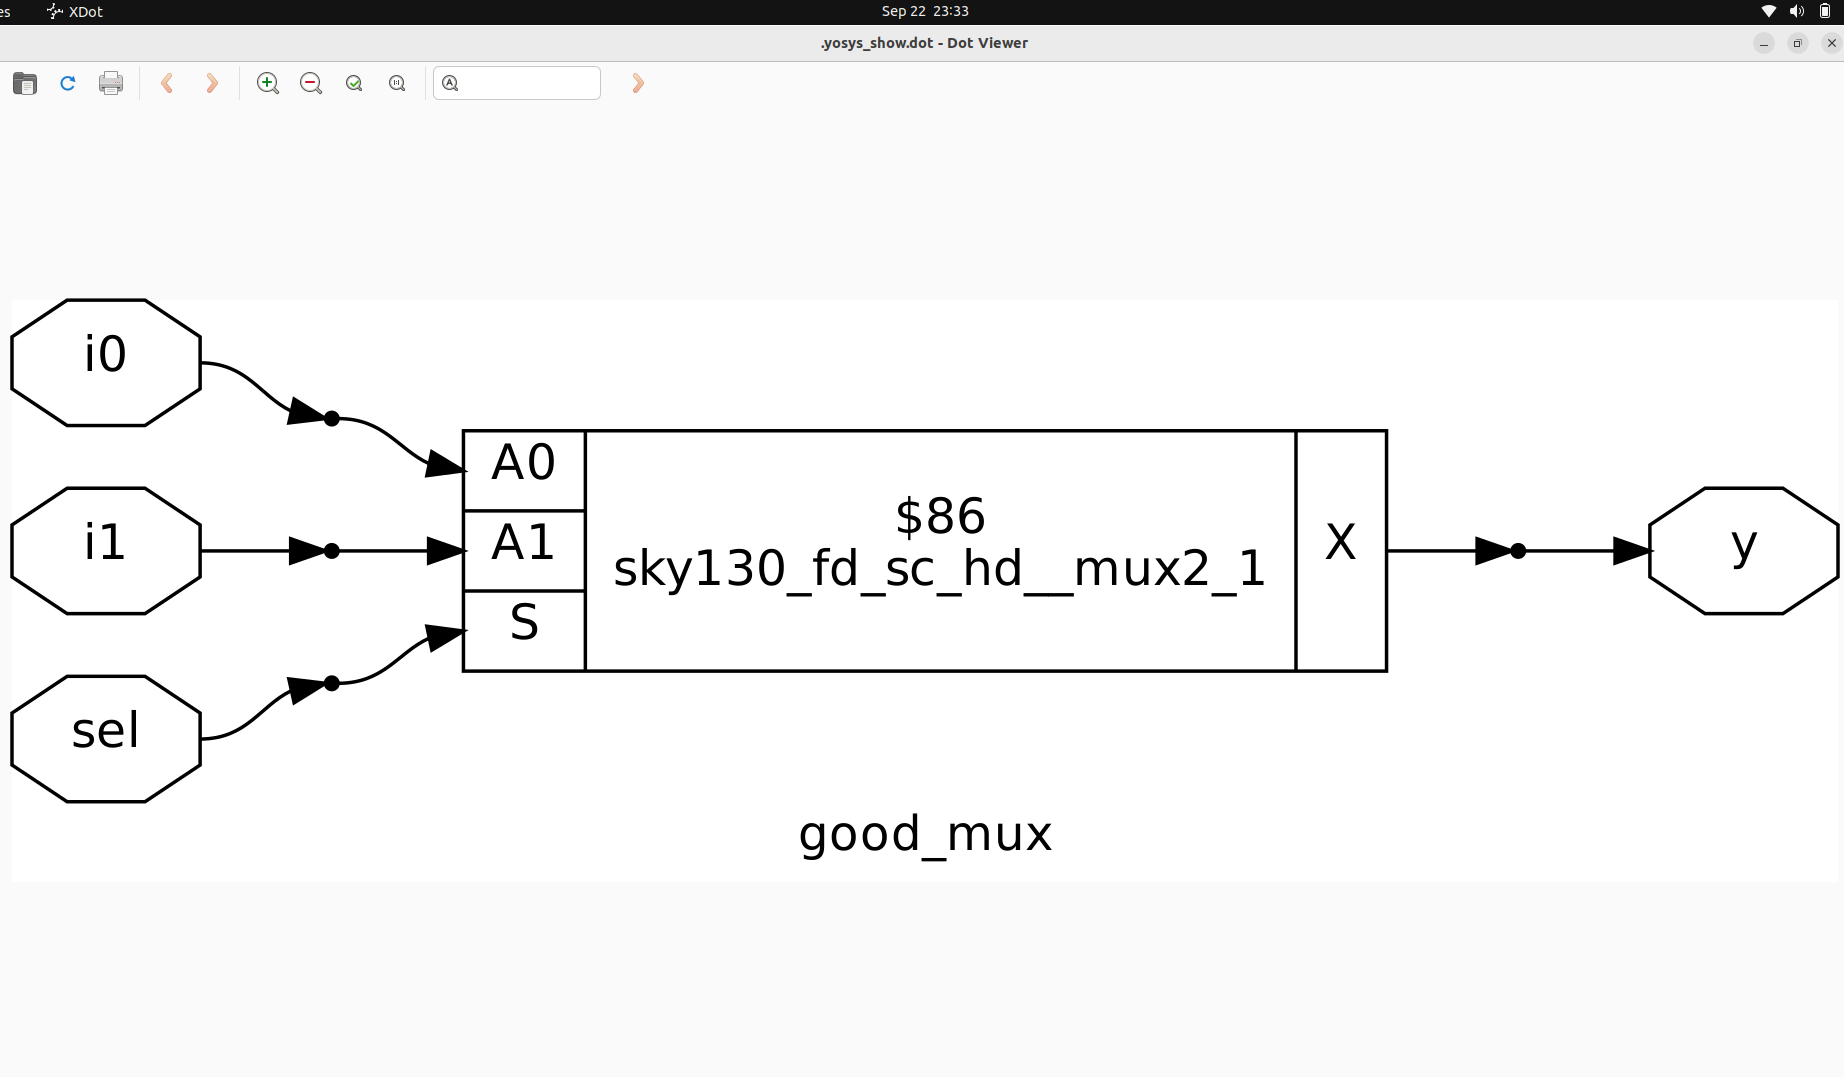 es XDot Sep 22 23:33
.yosys_show.dot - Dot Viewer
i0
i1
sel
A0
A1
S
$86
sky130_fd_sc_hd__mux2_1
X
y
good_mux